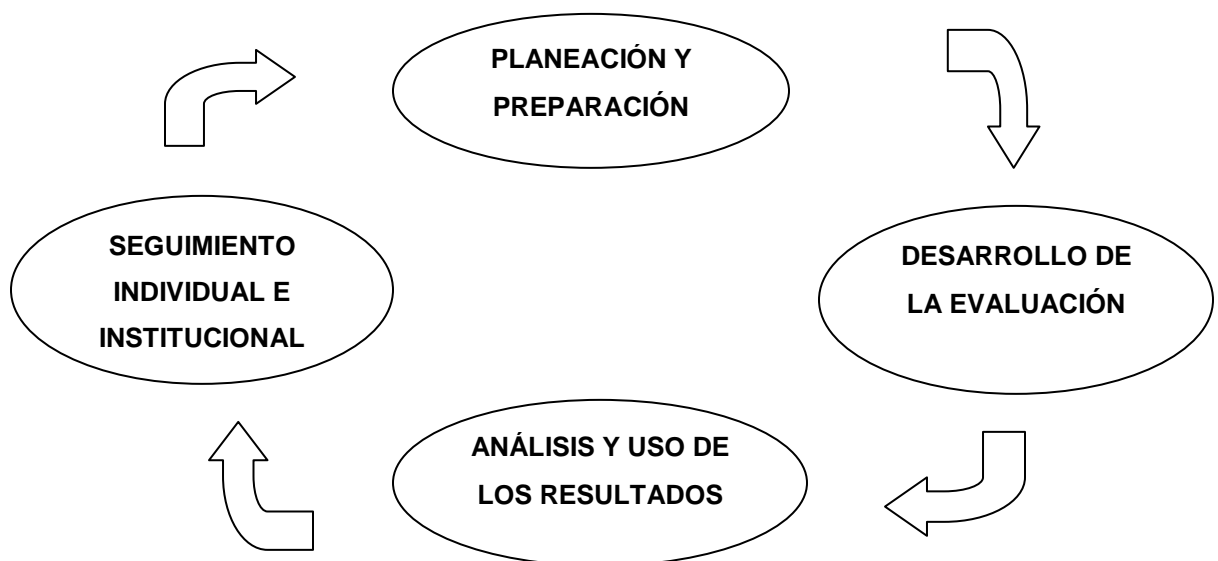 PLANEACIÓN Y
PREPARACIÓN
DESARROLLO DE
LA EVALUACIÓN
ANÁLISIS Y USO DE
LOS RESULTADOS
SEGUIMIENTO
INDIVIDUAL E
INSTITUCIONAL